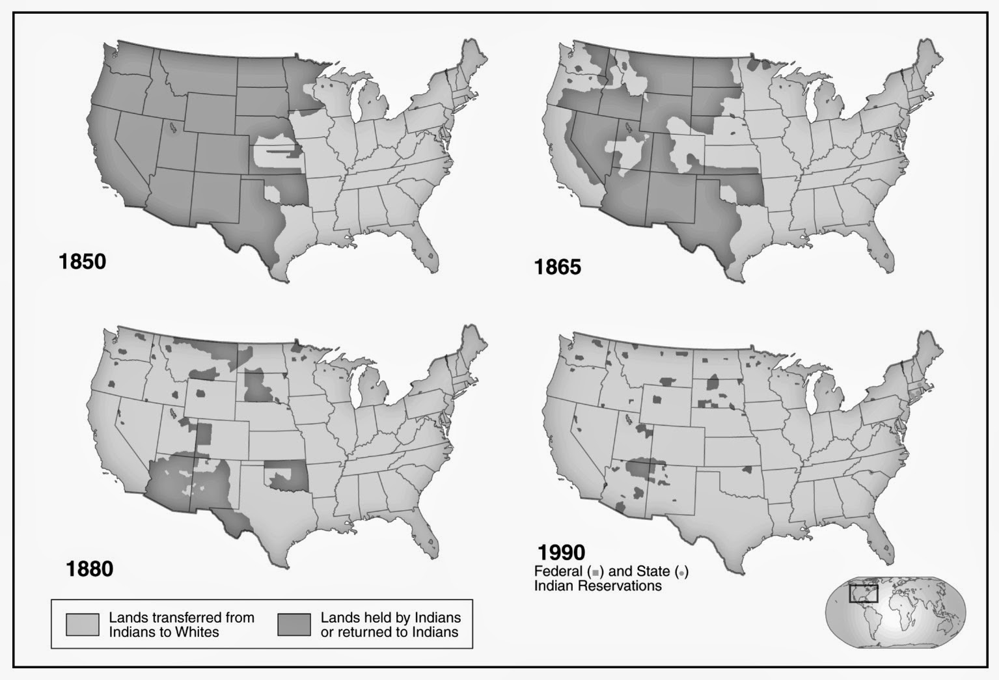 1850
1865
1880
1990
Federal (■) and State (●)
Indian Reservations
Lands transferred from
Indians to Whites
Lands held by Indians
or returned to Indians